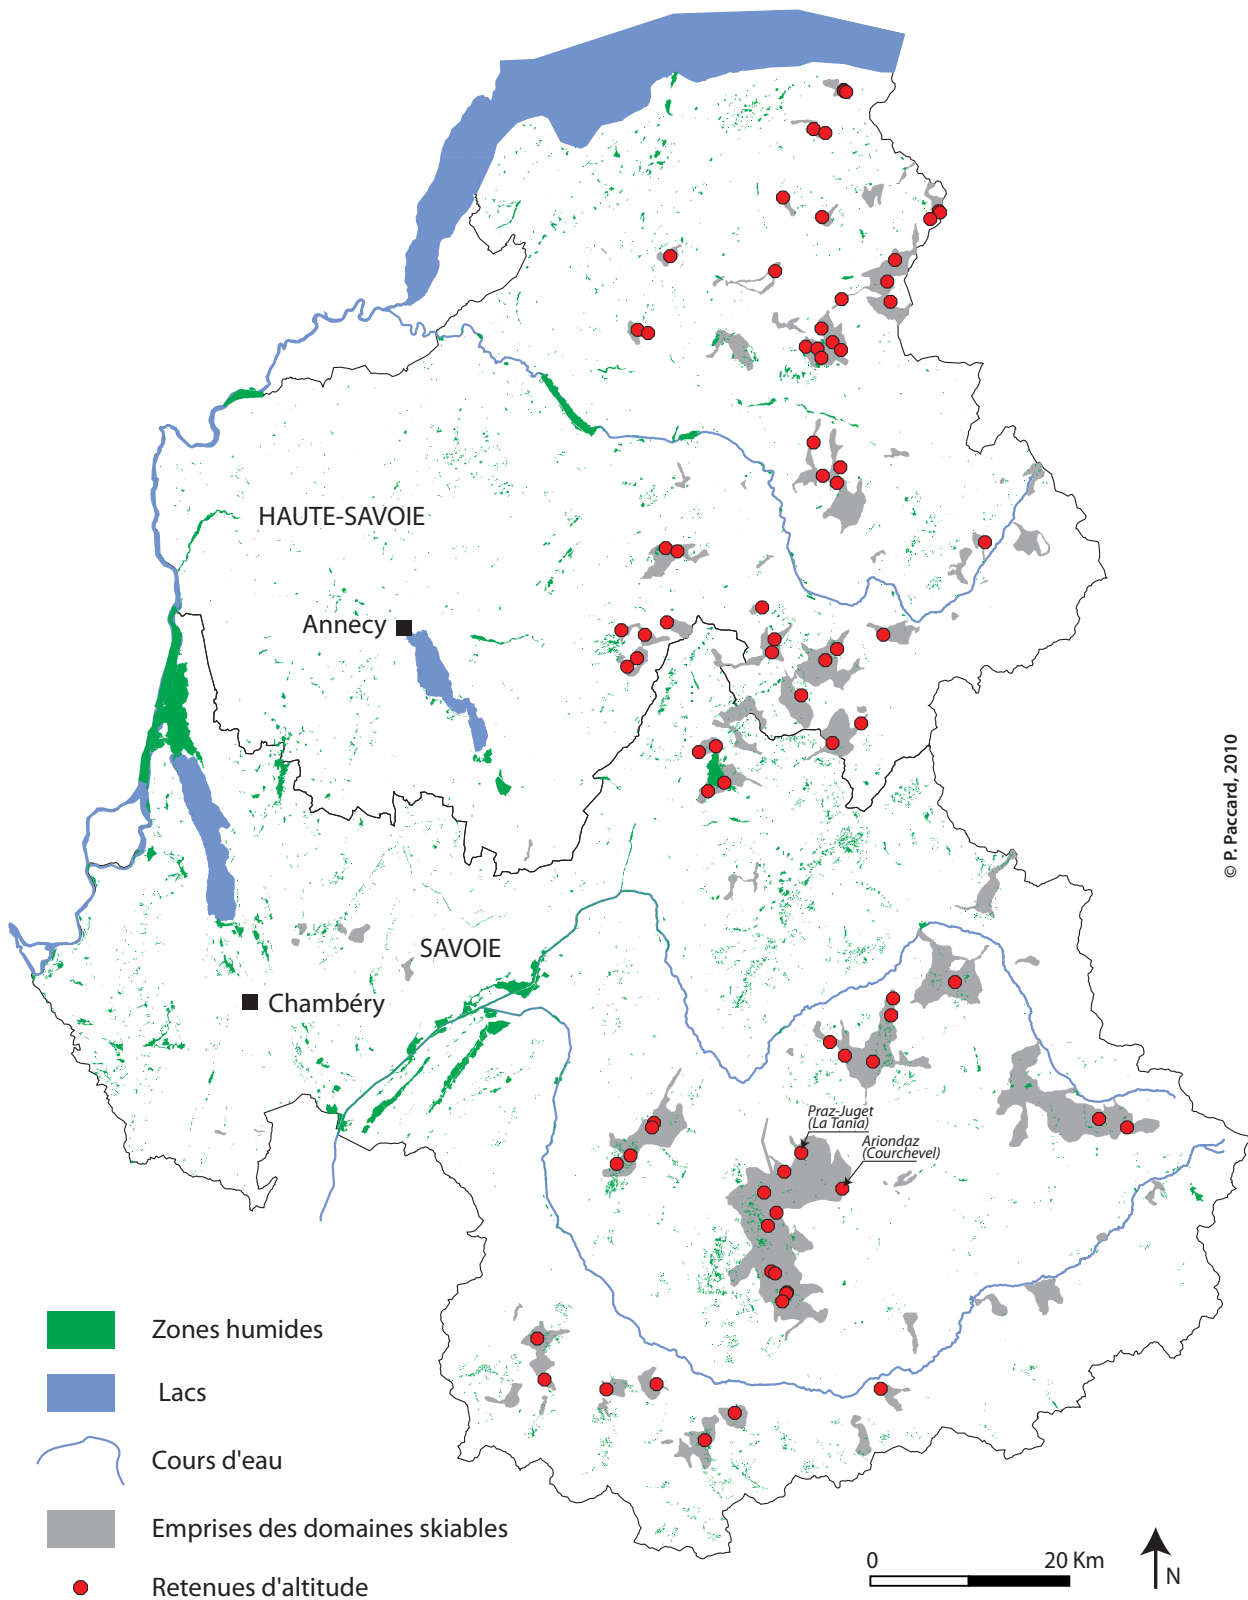 HAUTE-SAVOIE
Annecy
© P. Paccard, 2010
SAVOIE
Chambéry
Praz-Juget
(La Tania)
Ariondaz
(Courchevel)
Zones humides
Lacs
Cours d'eau
Emprises des domaines skiables
Retenues d'altitude
0 20 Km
N